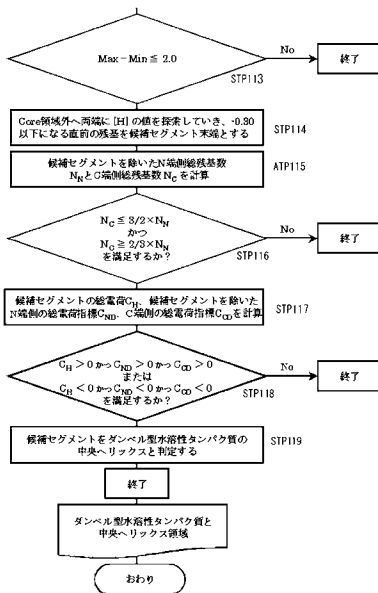 Max－Min≦ 2.0
No
終了
STP113
Core領域外へ両端に [H] の値を探索していき、-0.30
以下になる直前の残基を候補セグメント末端とする
STP114
候補セグメントを除いたN端側総残基数
NNとC端側総残基数 NC を計算
ATP115
NC ≦ 3/2×NN
かつ
NC ≧ 2/3×NN
を満足するか？
No
終了
STP116
候補セグメントの総電荷CH、候補セグメントを除いた
N端側の総電荷指標CND、C端側の総電荷指標CCDを計算
STP117
CH > 0 かつ CND > 0 かつ CCD > 0
または
CH < 0 かつ CND < 0 かつ CCD < 0
を満足するか？
No
終了
STP118
候補セグメントをダンベル型水溶性タンパク質の
中央ヘリックスと判定する
STP119
終了
ダンベル型水溶性タンパク質と
中央ヘリックス領域
おわり